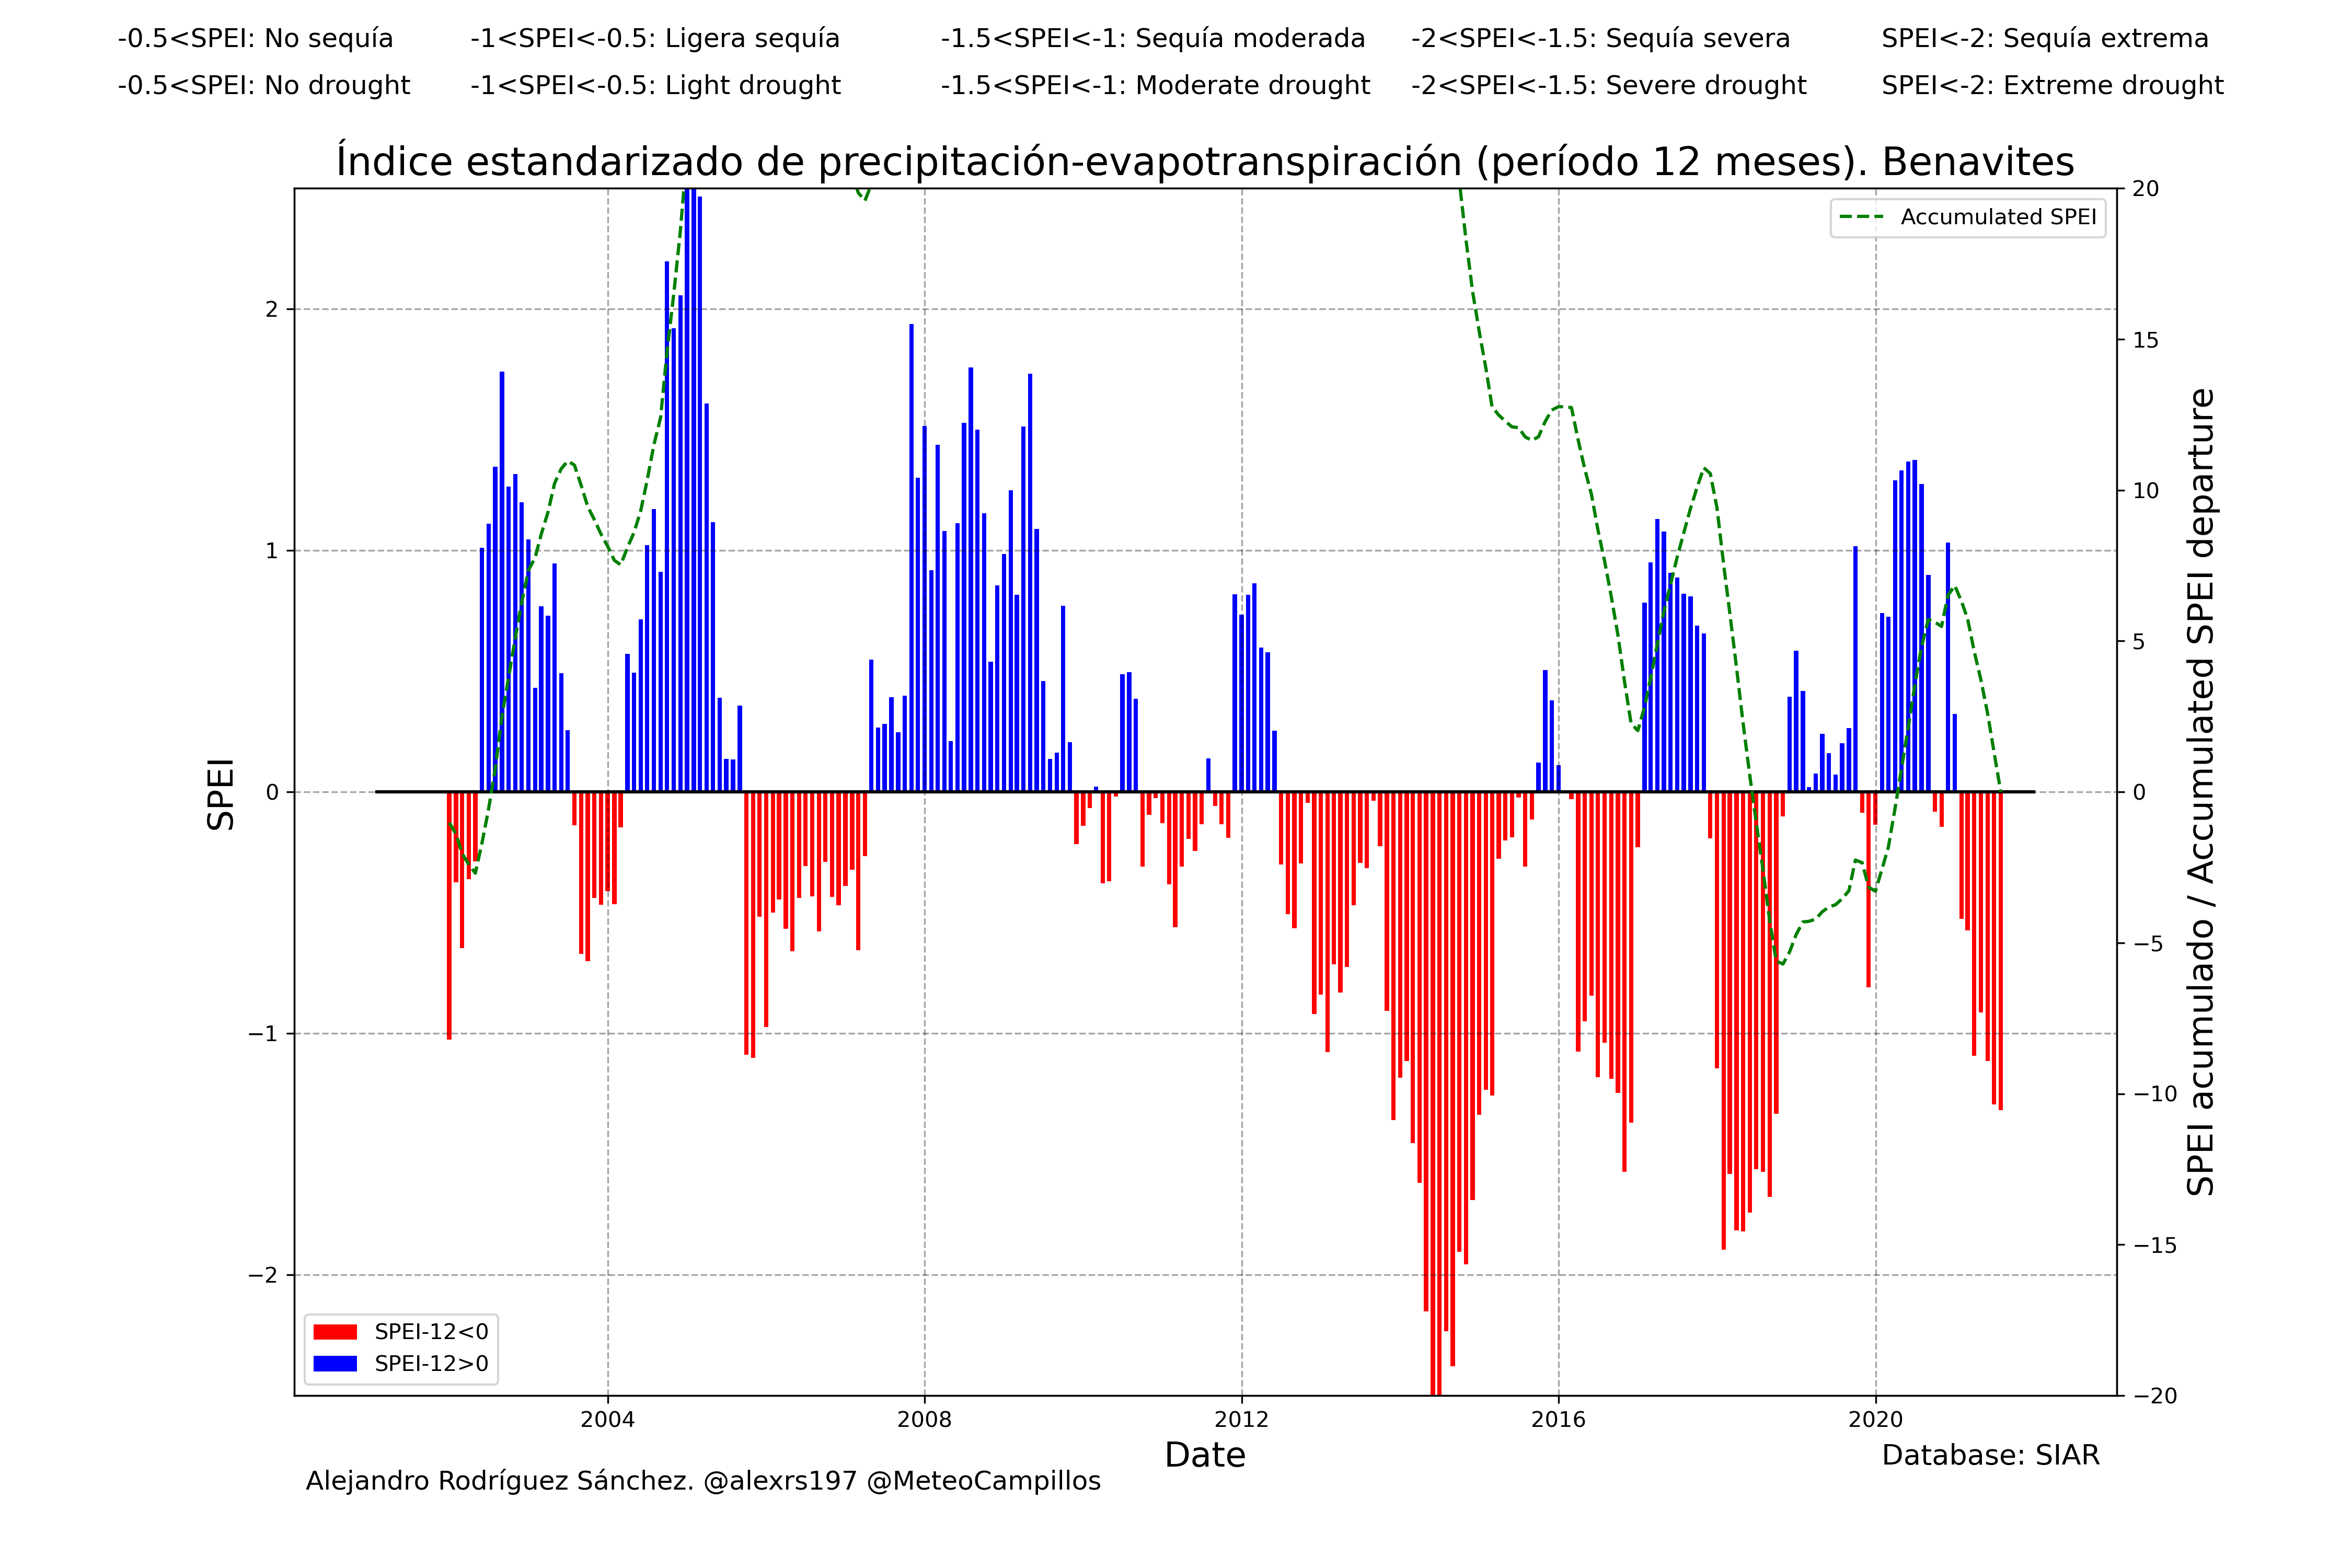 -0.5<SPEI: No sequía
-1<SPEI<-0.5: Ligera sequía
-1.5<SPEI<-1: Sequía moderada
-2<SPEI<-1.5: Sequía severa
SPEI<-2: Sequía extrema
-0.5<SPEI: No drought
-1<SPEI<-0.5: Light drought
-1.5<SPEI<-1: Moderate drought
-2<SPEI<-1.5: Severe drought
SPEI<-2: Extreme drought
Índice estandarizado de precipitación-evapotranspiración (período 12 meses). Benavites
Accumulated SPEI
SPEI
2
1
0
−1
−2
20
15
10
5
0
−5
−10
−15
−20
SPEI acumulado / Accumulated SPEI departure
SPEI-12<0
SPEI-12>0
2004
2008
2012
2016
2020
Date
Database: SIAR
Alejandro Rodríguez Sánchez. @alexrs197 @MeteoCampillos